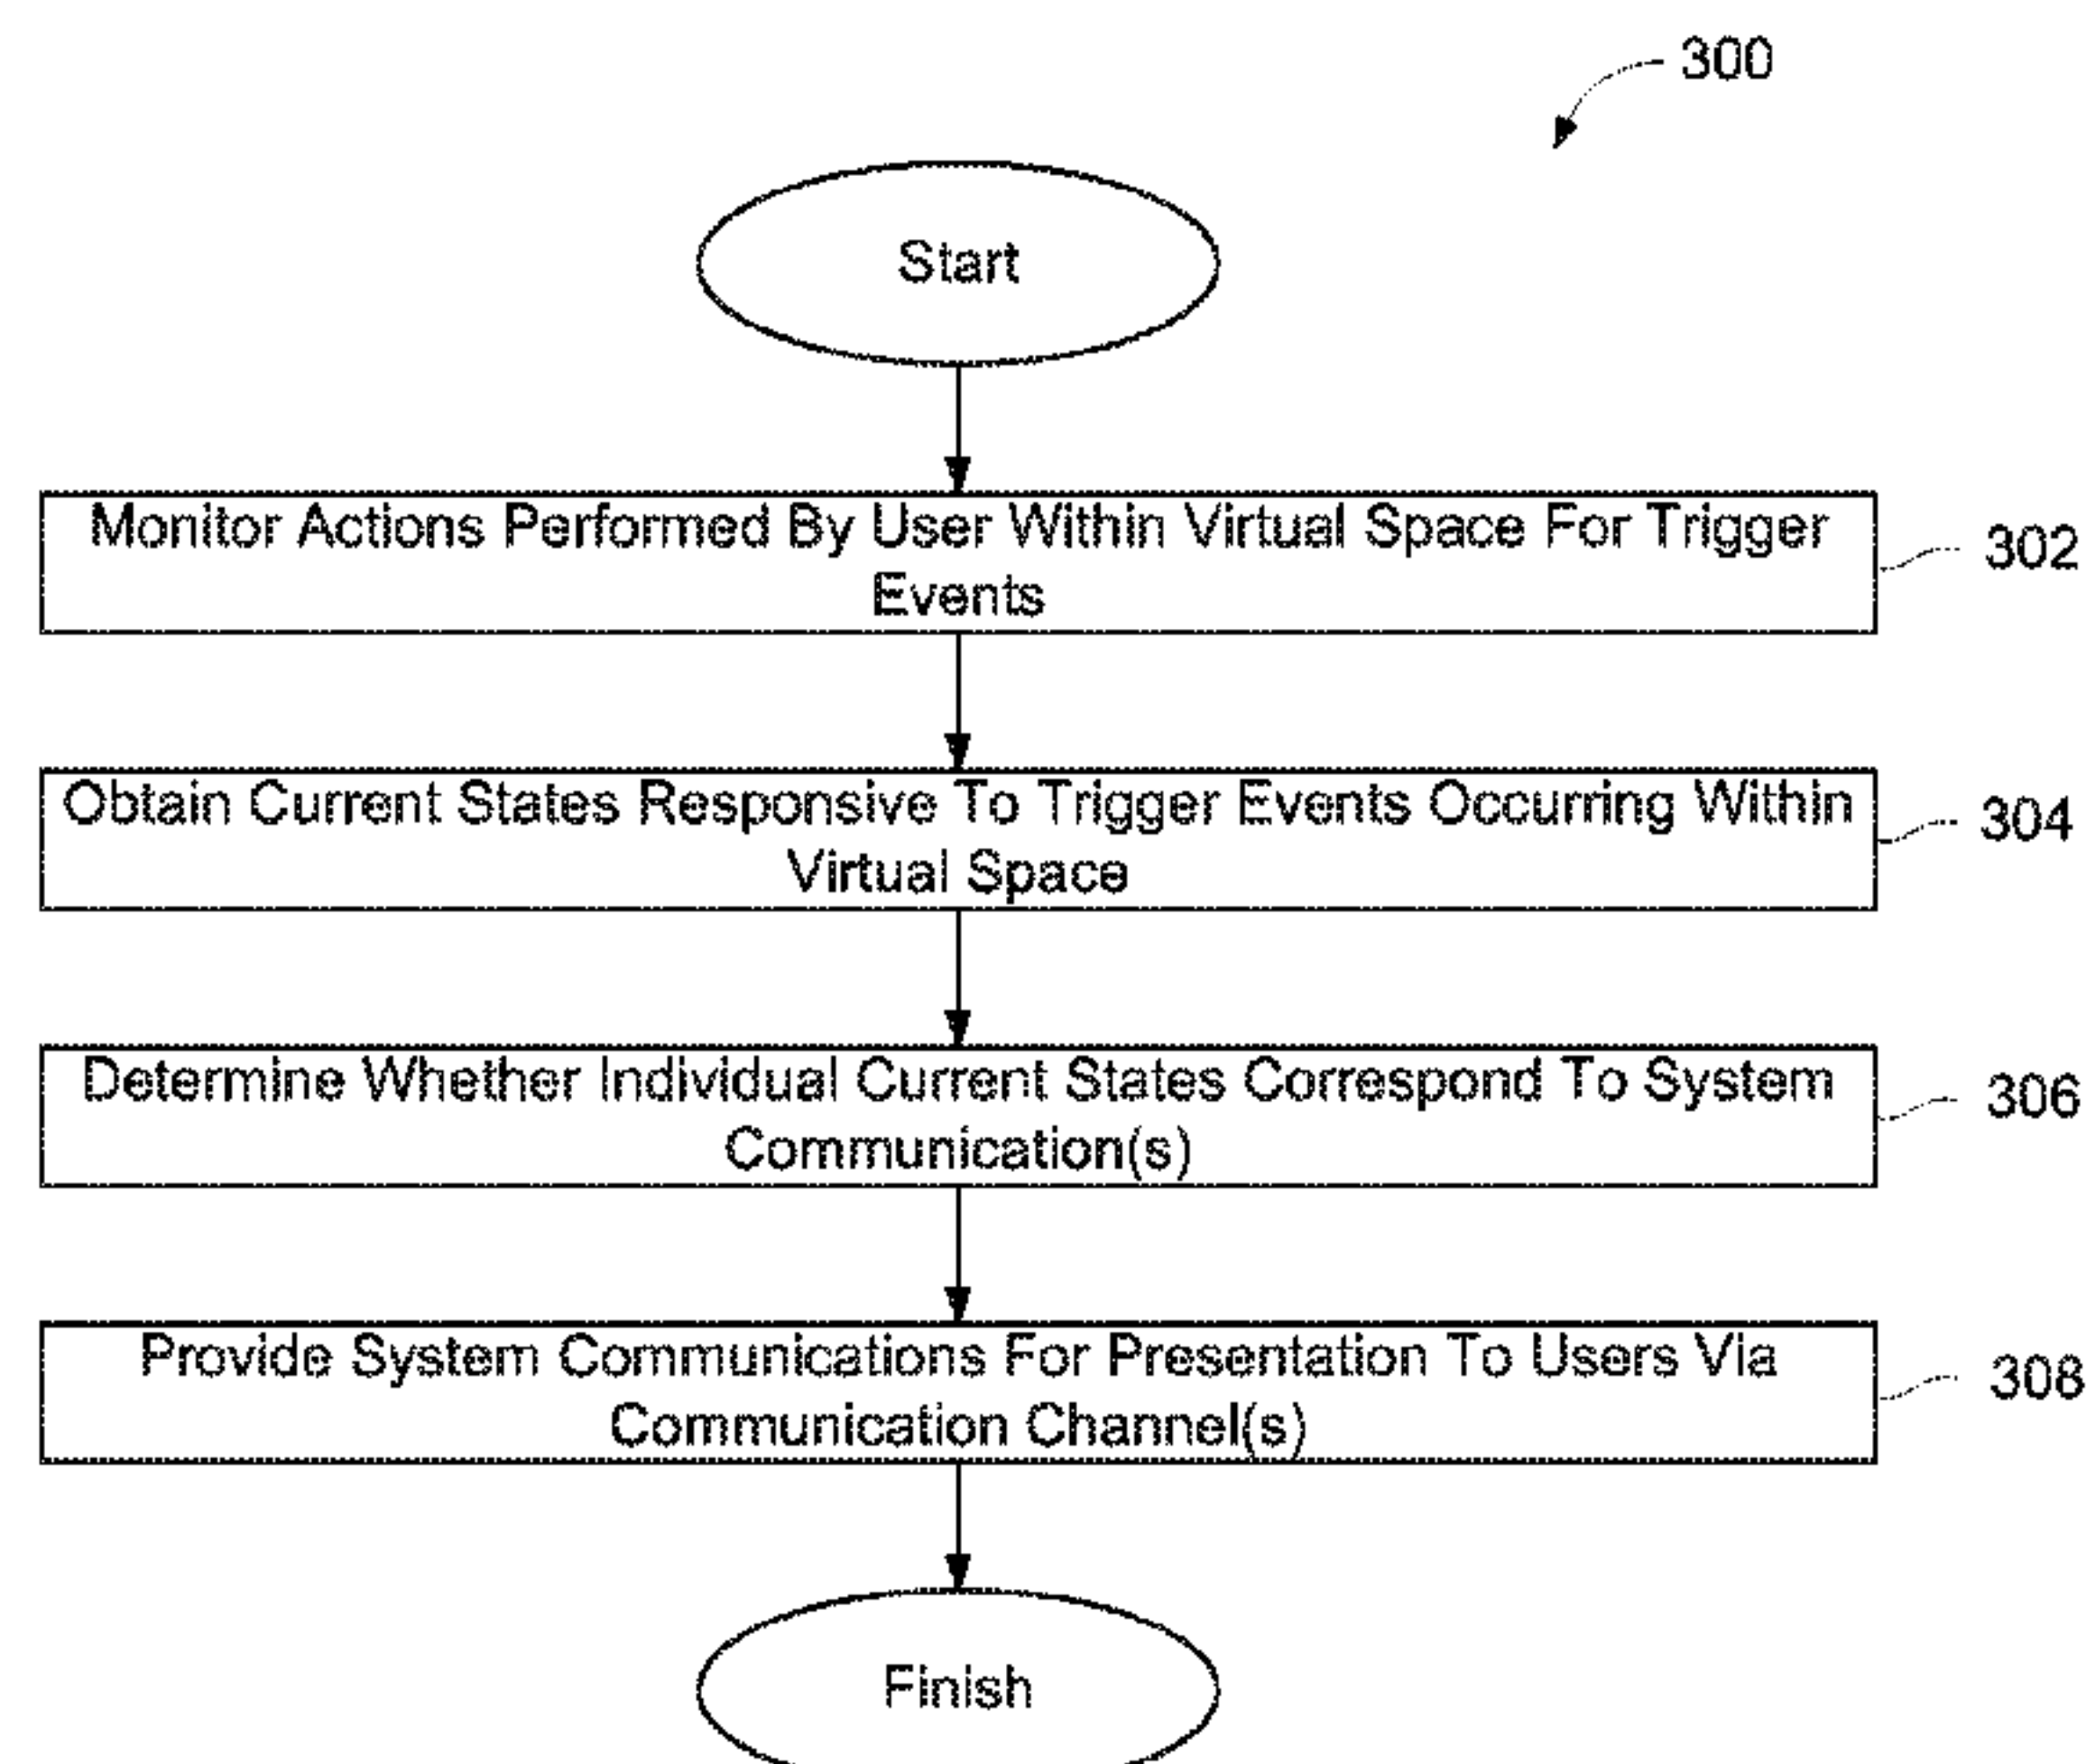 300
Start
Monitor Actions Performed By User Within Virtual Space For Trigger
Events
302
Obtain Current States Responsive To Trigger Events Occurring Within
Virtual Space
304
Determine Whether Individual Current States Correspond To System
Communication(s)
306
Provide System Communications For Presentation To Users Via
Communication Channel(s)
308
Finish